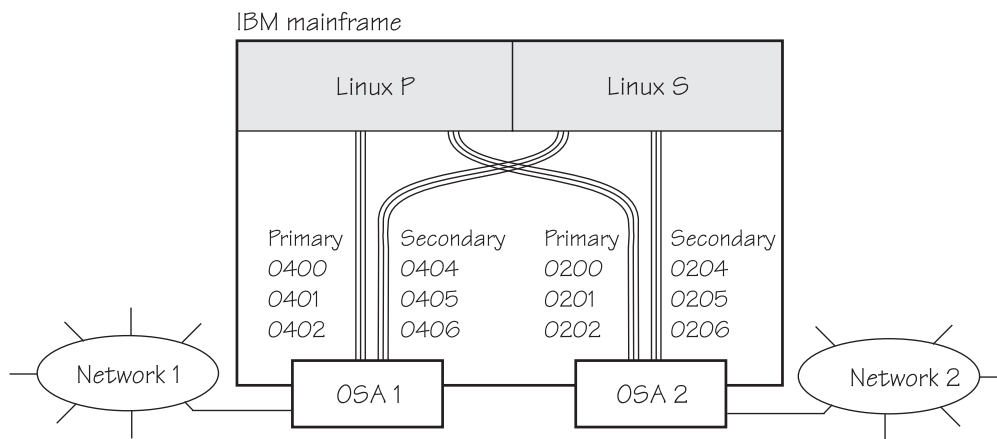 IBM mainframe
Linux P
Linux S
Primary
0400
0401
0402
Secondary
0404
0405
0406
Primary
0200
0201
0202
Secondary
0204
0205
0206
Network 1
OSA 1
OSA 2
Network 2